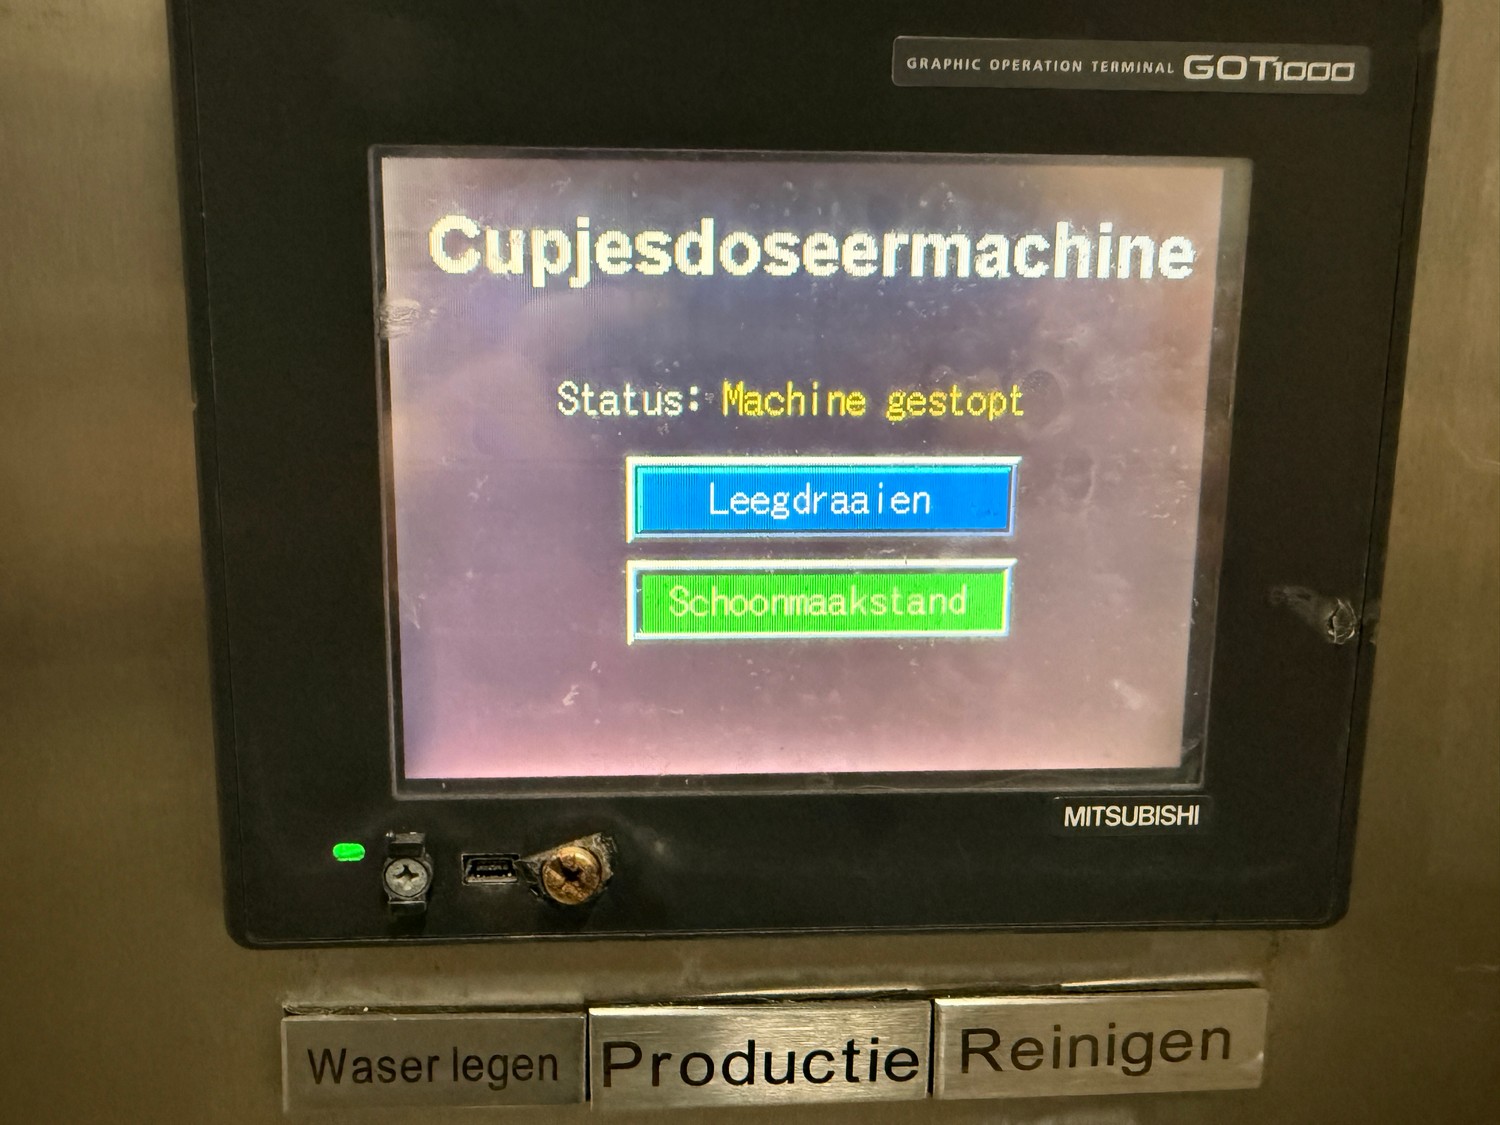 GRAPHIC OPERATION TERMINAL GOT1000
Cupjesdoseermachine
Status: Machine gestopt
Leegdraaien
Schoonmaakstand
MITSUBISHI
Waser legen
Productie
Reinigen